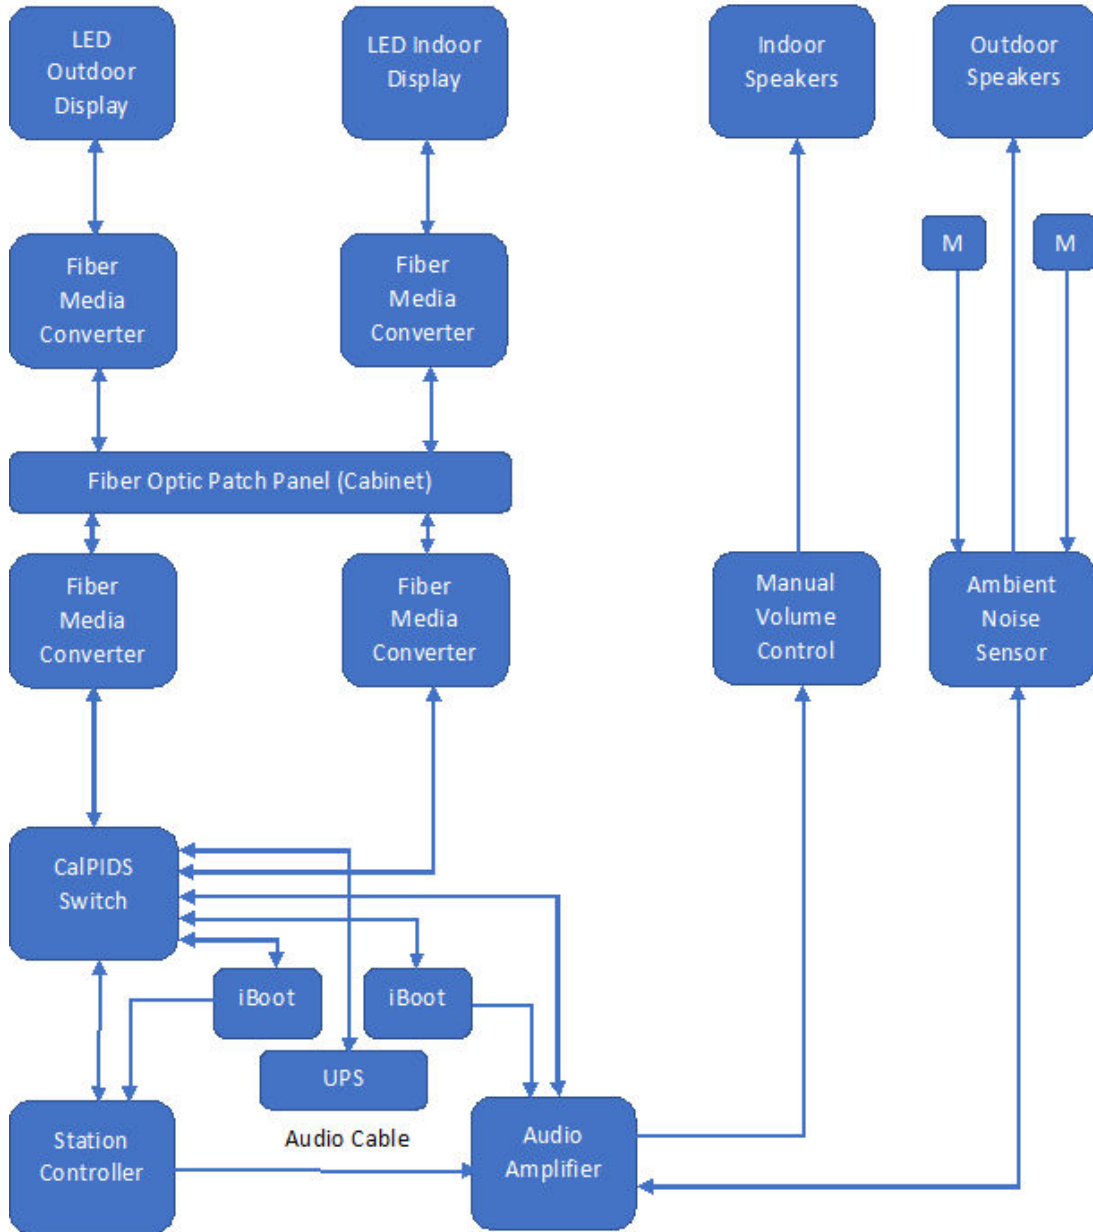 LED
Outdoor
Display
LED Indoor
Display
Indoor
Speakers
Outdoor
Speakers
Fiber
Media
Converter
Fiber
Media
Converter
M
M
Fiber Optic Patch Panel (Cabinet)
Fiber
Media
Converter
Fiber
Media
Converter
Manual
Volume
Control
Ambient
Noise
Sensor
CalPIDS
Switch
iBoot
iBoot
UPS
Audio Cable
Station
Controller
Audio
Amplifier